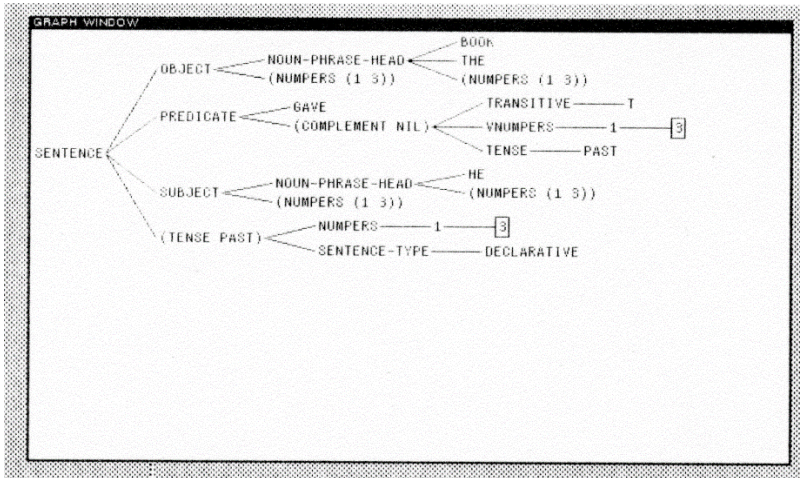 GRAPH WINDOW
BOOK
OBJECT NOUN-PHRASE-HEAD THE
(NUMPERS (1 3)) (NUMPERS (1 3))
TRANSITIVE T
GAVE
PREDICATE (COMPLEMENT NIL) VNUMPERS 1 3
SENTENCE TENSE PAST
HE
SUBJECT NOUN-PHRASE-HEAD
(NUMPERS (1 3)) (NUMPERS (1 3))
NUMPERS 1 3
(TENSE PAST)
SENTENCE-TYPE DECLARATIVE